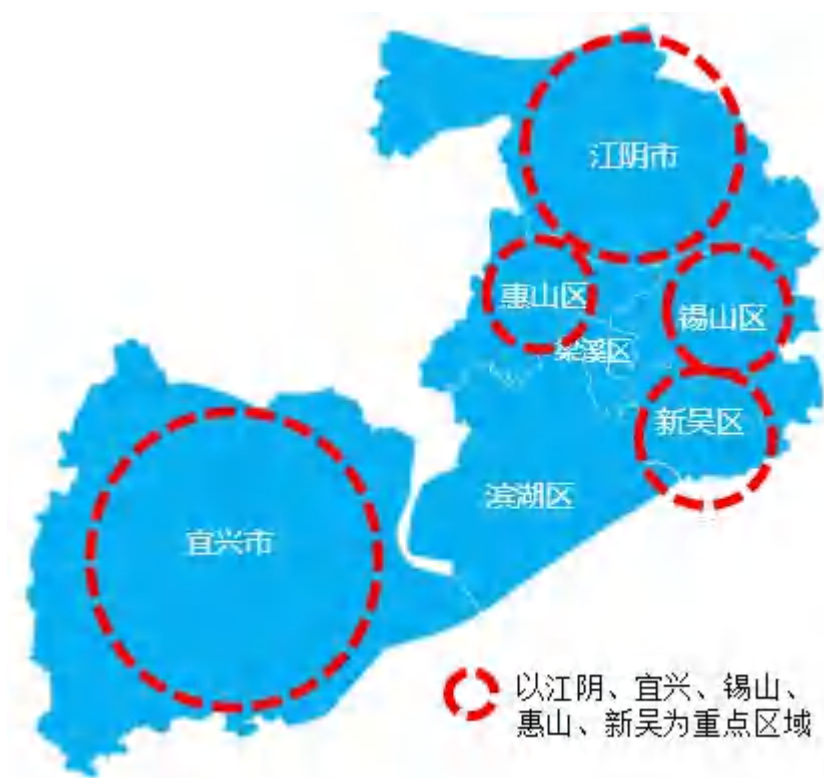 江阴市
惠山区
锡山区
梁溪区
新吴区
滨湖区
宜兴市
以江阴、宜兴、锡山、
惠山、新吴为重点区域